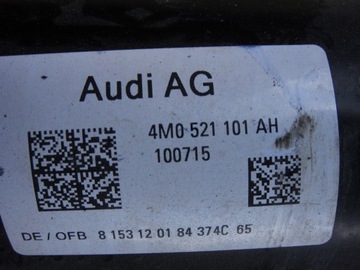 Audi AG
4M0 521 101 AH
100715
DE / OFB 8 153 12 01 84 374C 65